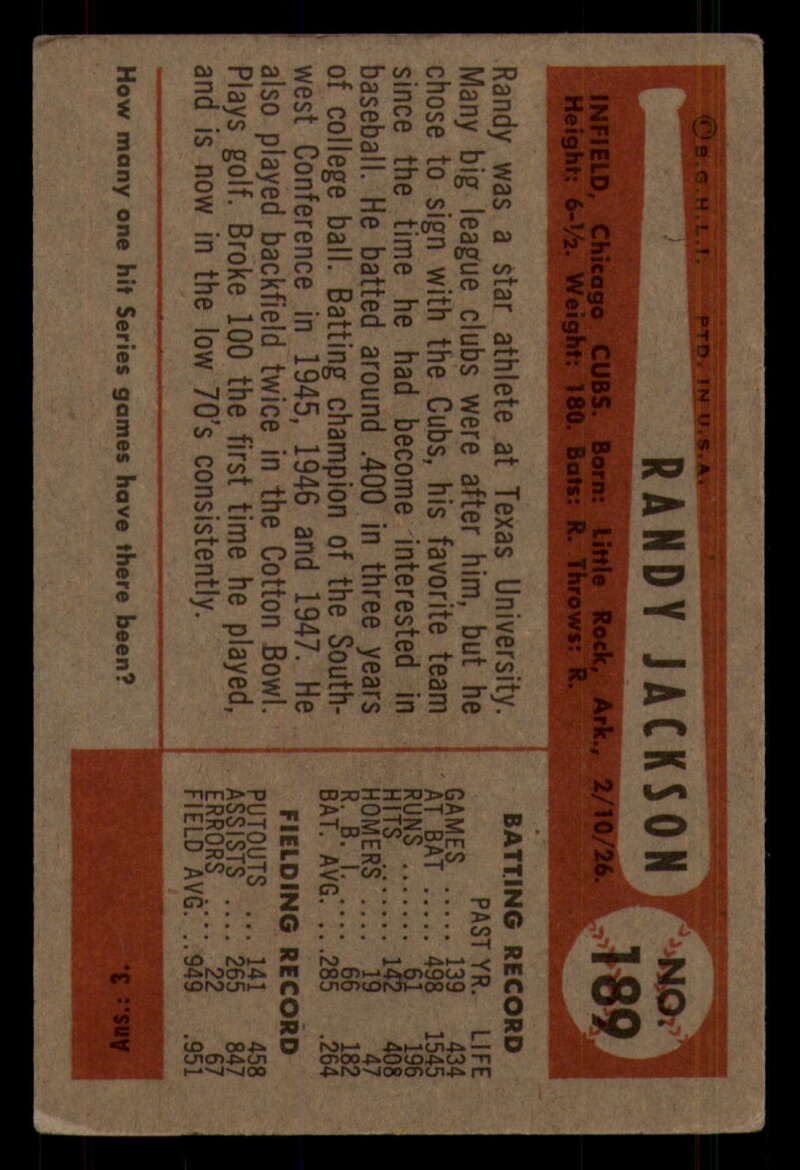 ©B.G.H.L.I. PTD. IN U.S.A.
RANDY JACKSON
NO. 189
INFIELD, Chicago CUBS. Born: Little Rock, Ark., 2/10/26.
Height: 6-½. Weight: 180. Bats: R. Throws: R.
Randy was a star athlete at Texas University.
Many big league clubs were after him, but he
chose to sign with the Cubs, his favorite team
since the time he had become interested in
baseball. He batted around .400 in three years
of college ball. Batting champion of the South-
west Conference in 1945, 1946 and 1947. He
also played backfield twice in the Cotton Bowl.
Plays golf. Broke 100 the first time he played,
and is now in the low 70's consistently.
BATTING RECORD
PAST YR. LIFE
GAMES ..... 139 434
AT BAT ..... 498 1545
RUNS ...... 61 196
HITS ...... 142 408
HOMERS..... 19 47
R. B. I. .... 66 182
BAT. AVG. ... .285 .264
FIELDING RECORD
PUTOUTS ... 141 458
ASSISTS .... 265 847
ERRORS.... 22 67
FIELD AVG. .. .949 .951
How many one hit Series games have there been?
Ans.: 3.